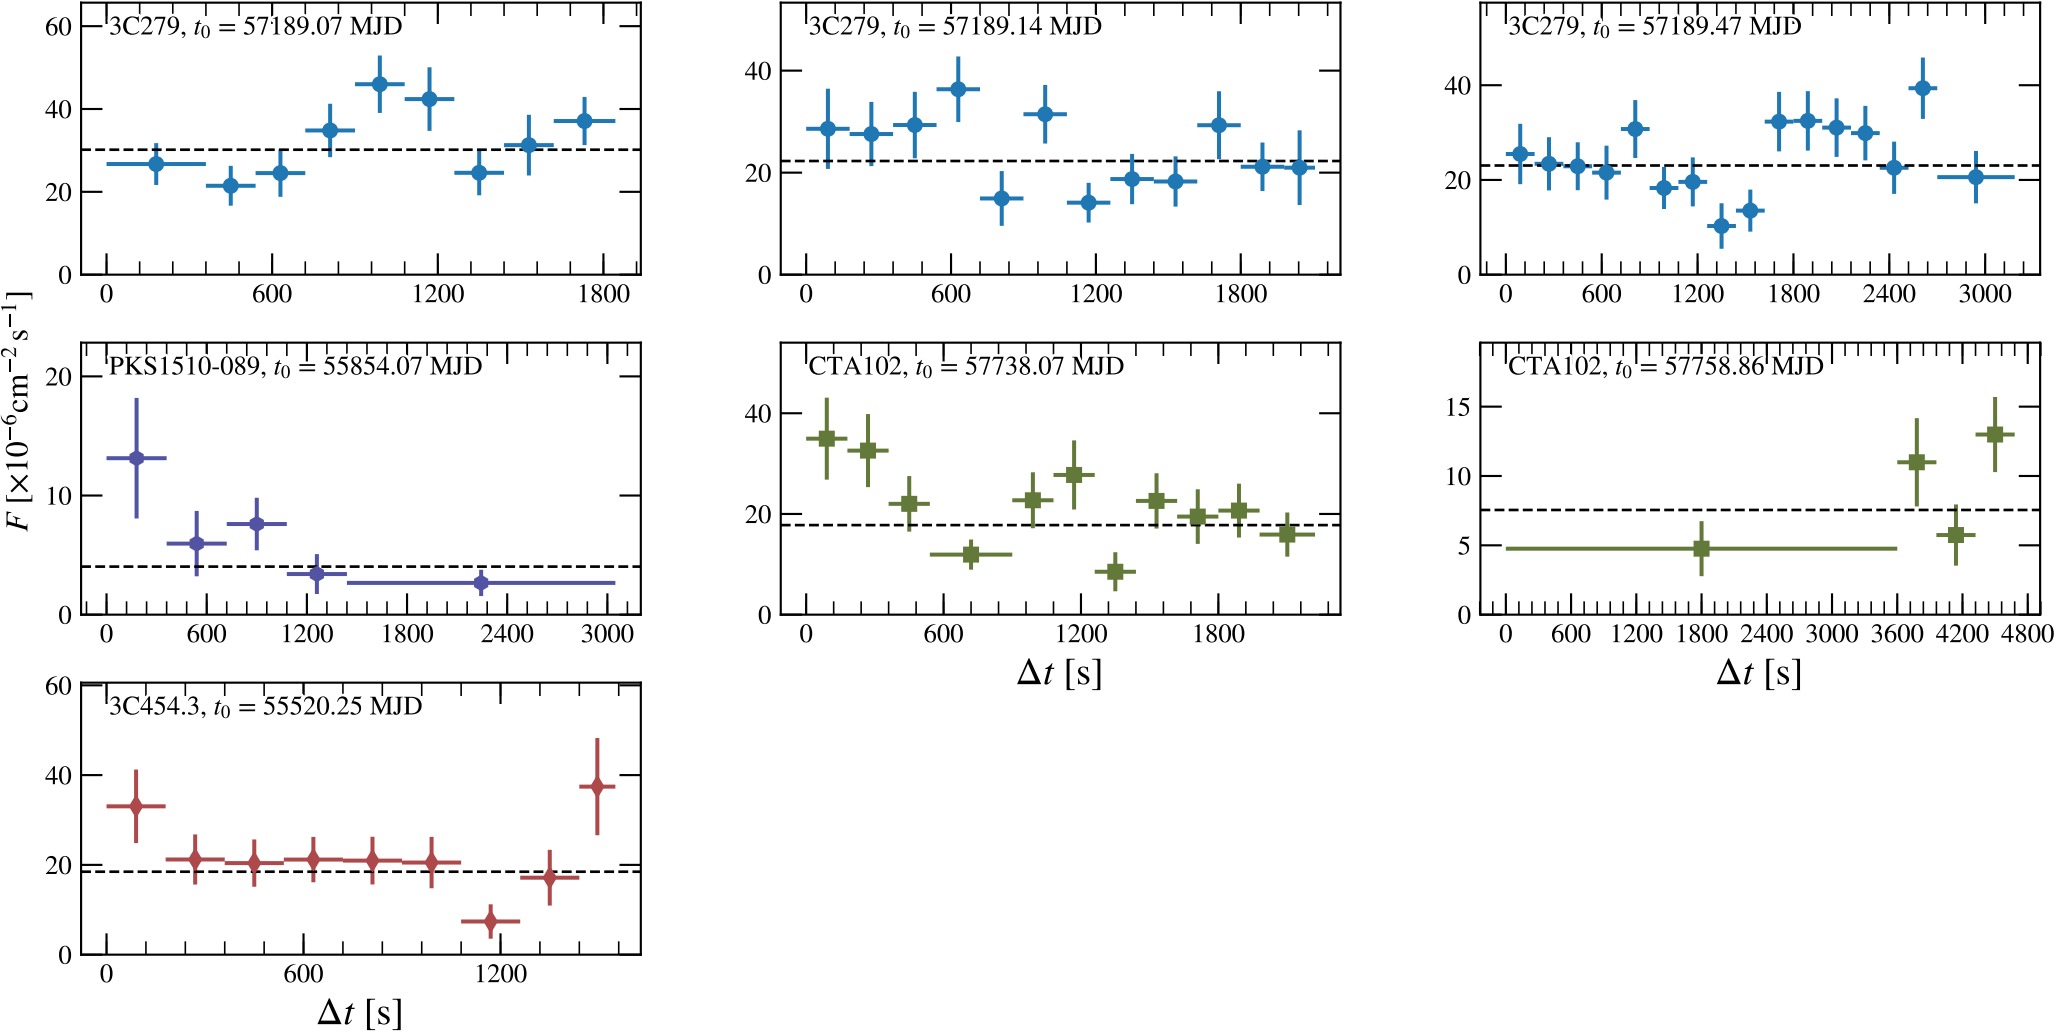 3C279, t₀ = 57189.07 MJD
60
40
20
0
0 600 1200 1800
3C279, t₀ = 57189.14 MJD
40
20
0
0 600 1200 1800
3C279, t₀ = 57189.47 MJD
40
20
0
0 600 1200 1800 2400 3000
F [×10⁻⁶cm⁻² s⁻¹]
PKS1510-089, t₀ = 55854.07 MJD
20
10
0
0 600 1200 1800 2400 3000
CTA102, t₀ = 57738.07 MJD
40
20
0
0 600 1200 1800
Δt [s]
CTA102, t₀ = 57758.86 MJD
15
10
5
0
0 600 1200 1800 2400 3000 3600 4200 4800
Δt [s]
3C454.3, t₀ = 55520.25 MJD
60
40
20
0
0 600 1200
Δt [s]